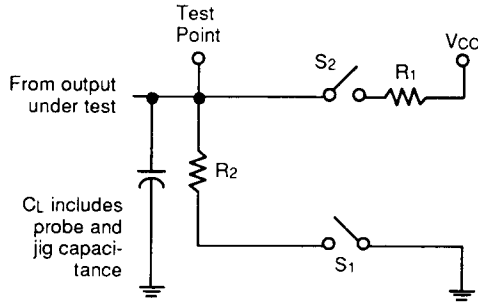 Test
Point
S2
VCC
R1
From output
under test
R2
CL includes
probe and
jig capaci-
tance
S1